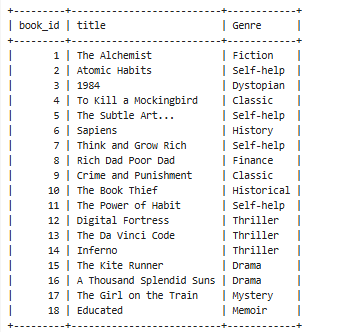 +---------+---------------------------+------------+
| book_id | title                     | Genre      |
+---------+---------------------------+------------+
|       1 | The Alchemist             | Fiction    |
|       2 | Atomic Habits             | Self-help  |
|       3 | 1984                      | Dystopian  |
|       4 | To Kill a Mockingbird     | Classic    |
|       5 | The Subtle Art...         | Self-help  |
|       6 | Sapiens                   | History    |
|       7 | Think and Grow Rich       | Self-help  |
|       8 | Rich Dad Poor Dad         | Finance    |
|       9 | Crime and Punishment      | Classic    |
|      10 | The Book Thief            | Historical |
|      11 | The Power of Habit        | Self-help  |
|      12 | Digital Fortress          | Thriller   |
|      13 | The Da Vinci Code         | Thriller   |
|      14 | Inferno                   | Thriller   |
|      15 | The Kite Runner           | Drama      |
|      16 | A Thousand Splendid Suns  | Drama      |
|      17 | The Girl on the Train     | Mystery    |
|      18 | Educated                  | Memoir     |
+---------+---------------------------+------------+